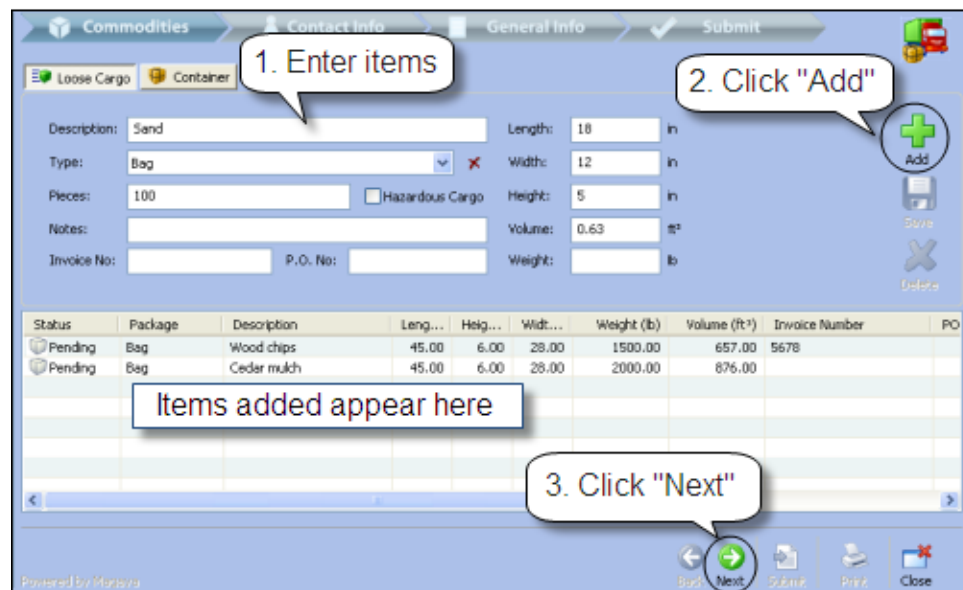 Commodities Contact Info General Info Submit
1. Enter items
Loose Cargo Container
2. Click "Add"
Description: Sand Length: 18 in
Type: Bag Width: 12 in
Add
Pieces: 100 Hazardous Cargo Height: 5 in
Notes: Volume: 0.63 ft³
Save
Invoice No: P.O. No: Weight: lb
Delete
Status Package Description Leng... Heig... Widt... Weight (lb) Volume (ft³) Invoice Number PO
Pending Bag Wood chips 45.00 6.00 28.00 1500.00 657.00 5678
Pending Bag Cedar mulch 45.00 6.00 28.00 2000.00 876.00
Items added appear here
3. Click "Next"
Back Next Submit Print Close
Powered by Magaya